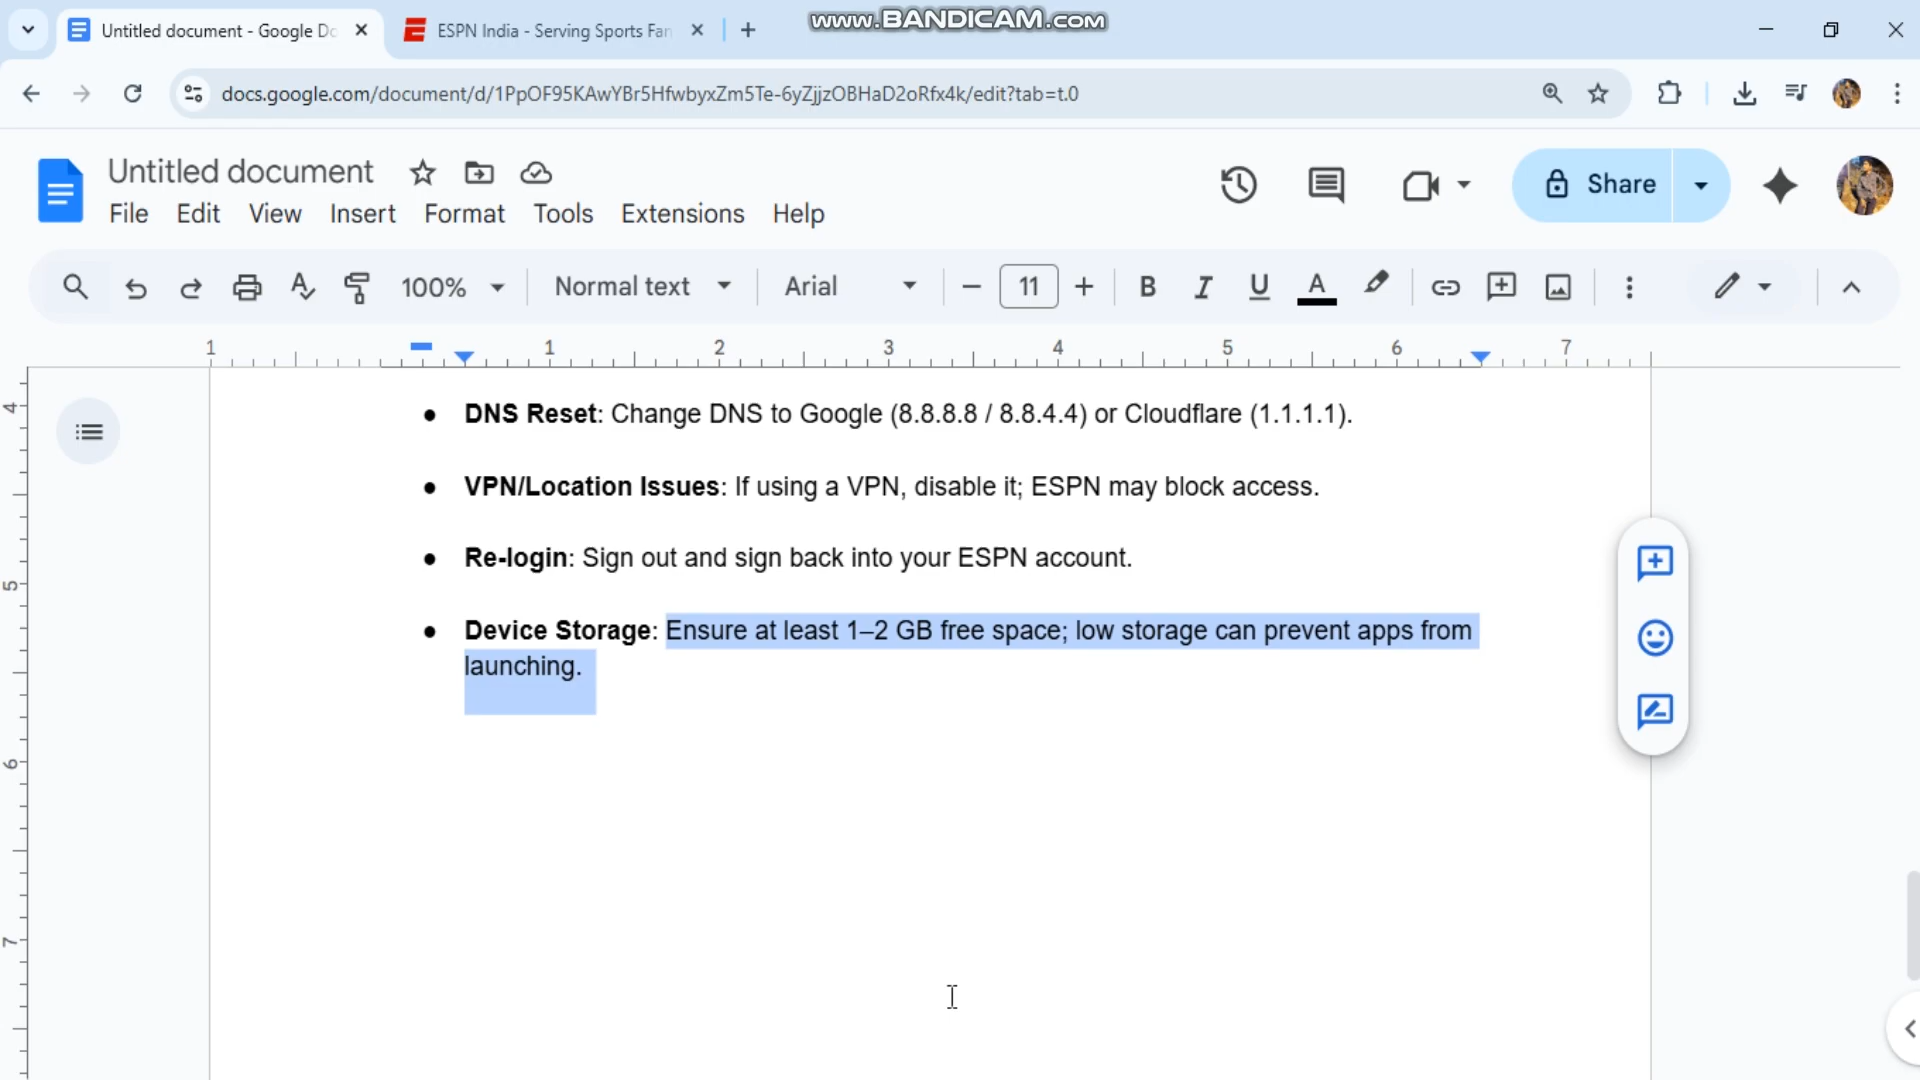 Untitled document - Google Do
ESPN India - Serving Sports Fan
www.BANDICAM.com
docs.google.com/document/d/1PpOF95KAwYBr5HfwbyxZm5Te-6yZjjzOBHaD2oRfx4k/edit?tab=t.0
Untitled document
File Edit View Insert Format Tools Extensions Help
Share
100% Normal text Arial 11 B I U A
1 1 2 3 4 5 6 7
4
5
6
7
● DNS Reset: Change DNS to Google (8.8.8.8 / 8.8.4.4) or Cloudflare (1.1.1.1).
● VPN/Location Issues: If using a VPN, disable it; ESPN may block access.
● Re-login: Sign out and sign back into your ESPN account.
● Device Storage: Ensure at least 1–2 GB free space; low storage can prevent apps from
launching.